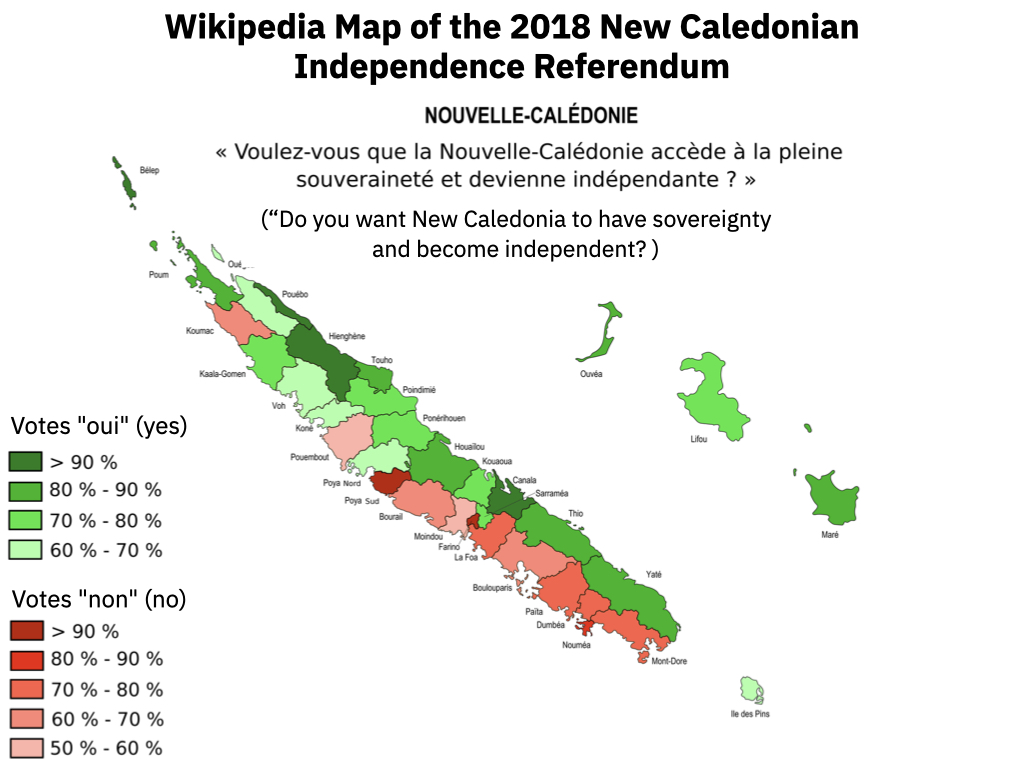 Wikipedia Map of the 2018 New Caledonian
Independence Referendum
NOUVELLE-CALÉDONIE
« Voulez-vous que la Nouvelle-Calédonie accède à la pleine
souveraineté et devienne indépendante ? »
(“Do you want New Caledonia to have sovereignty
and become independent? )
Bélep
Poum
Oué
Pouébo
Koumac
Hienghène
Kaala-Gomen
Touho
Voh
Poindimié
Koné
Ponérihouen
Pouembout
Houaïlou
Poya Nord
Kouaoua
Poya Sud
Canala
Sarraméa
Bourail
Thio
Moindou
Farino
La Foa
Boulouparis
Yaté
Païta
Dumbéa
Nouméa
Mont-Dore
Ouvéa
Lifou
Maré
Ile des Pins
Votes "oui" (yes)
> 90 %
80 % - 90 %
70 % - 80 %
60 % - 70 %
Votes "non" (no)
> 90 %
80 % - 90 %
70 % - 80 %
60 % - 70 %
50 % - 60 %